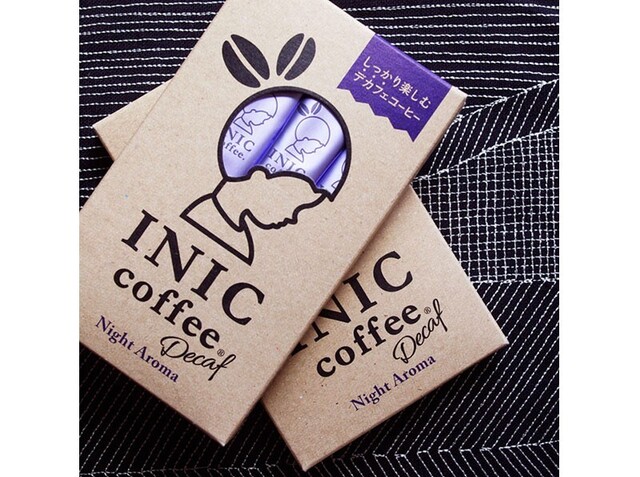 しっかり楽しむ
デカフェコーヒー
NIC
coffee.
INIC
coffee®
Decaf
Night Aroma
INIC
coffee®
Decaf
Night Aroma